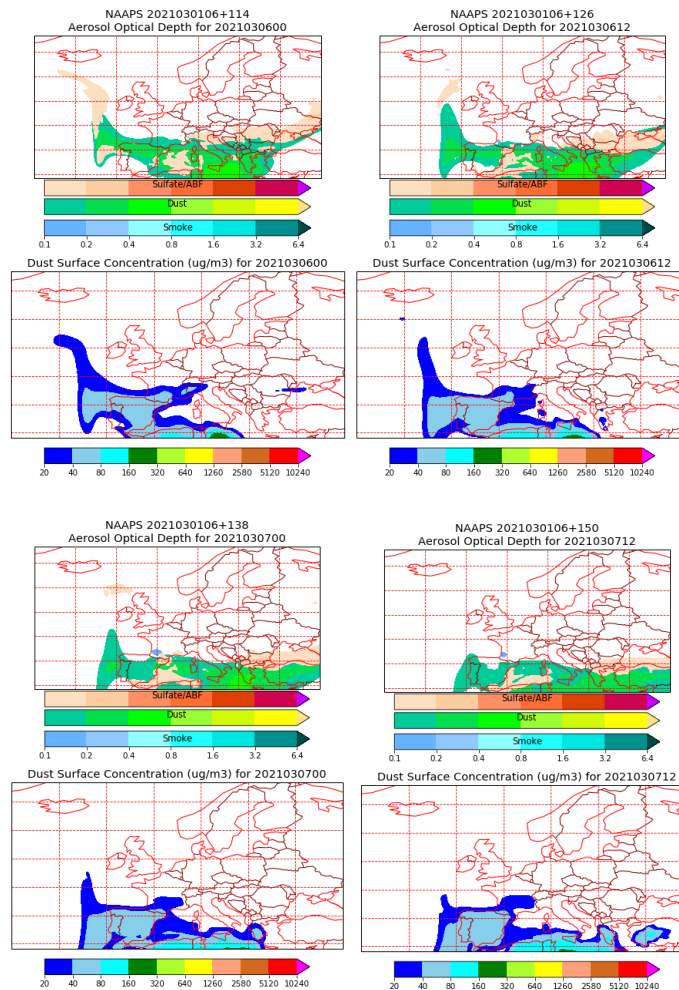 NAAPS 2021030106+114
Aerosol Optical Depth for 2021030600
Sulfate/ABF
Dust
Smoke
0.1 0.2 0.4 0.8 1.6 3.2 6.4
NAAPS 2021030106+126
Aerosol Optical Depth for 2021030612
Sulfate/ABF
Dust
Smoke
0.1 0.2 0.4 0.8 1.6 3.2 6.4
Dust Surface Concentration (ug/m3) for 2021030600
20 40 80 160 320 640 1260 2580 5120 10240
Dust Surface Concentration (ug/m3) for 2021030612
20 40 80 160 320 640 1260 2580 5120 10240
NAAPS 2021030106+138
Aerosol Optical Depth for 2021030700
Sulfate/ABF
Dust
Smoke
0.1 0.2 0.4 0.8 1.6 3.2 6.4
NAAPS 2021030106+150
Aerosol Optical Depth for 2021030712
Sulfate/ABF
Dust
Smoke
0.1 0.2 0.4 0.8 1.6 3.2 6.4
Dust Surface Concentration (ug/m3) for 2021030700
20 40 80 160 320 640 1260 2580 5120 10240
Dust Surface Concentration (ug/m3) for 2021030712
20 40 80 160 320 640 1260 2580 5120 10240